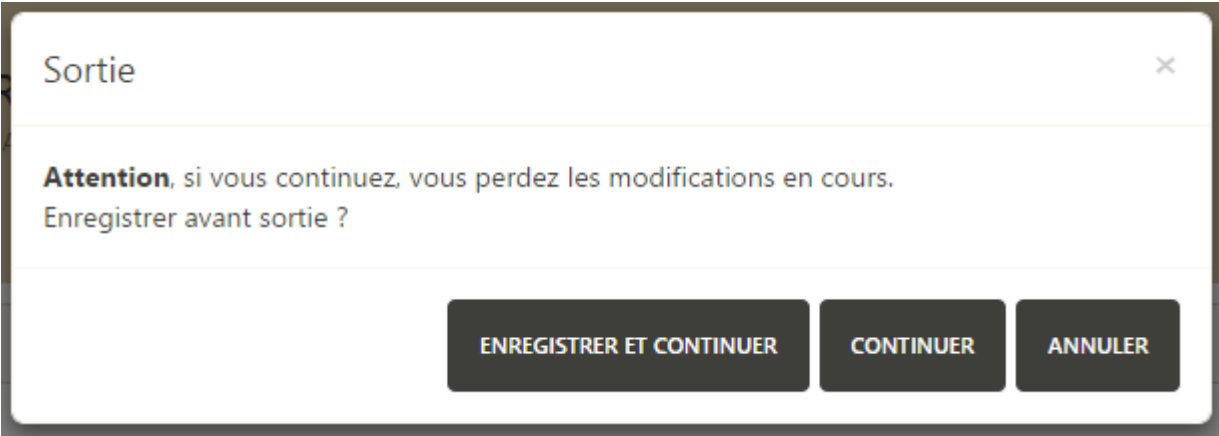 Sortie
×
Attention, si vous continuez, vous perdez les modifications en cours.
Enregistrer avant sortie ?
ENREGISTRER ET CONTINUER CONTINUER ANNULER